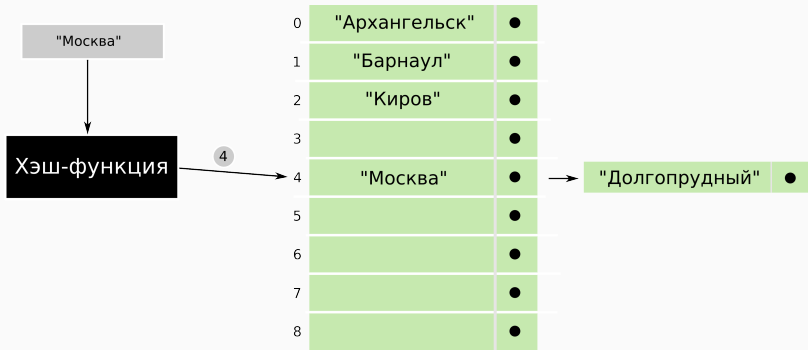 "Москва"
Хэш-функция
4
0 "Архангельск"
1 "Барнаул"
2 "Киров"
3
4 "Москва" "Долгопрудный"
5
6
7
8